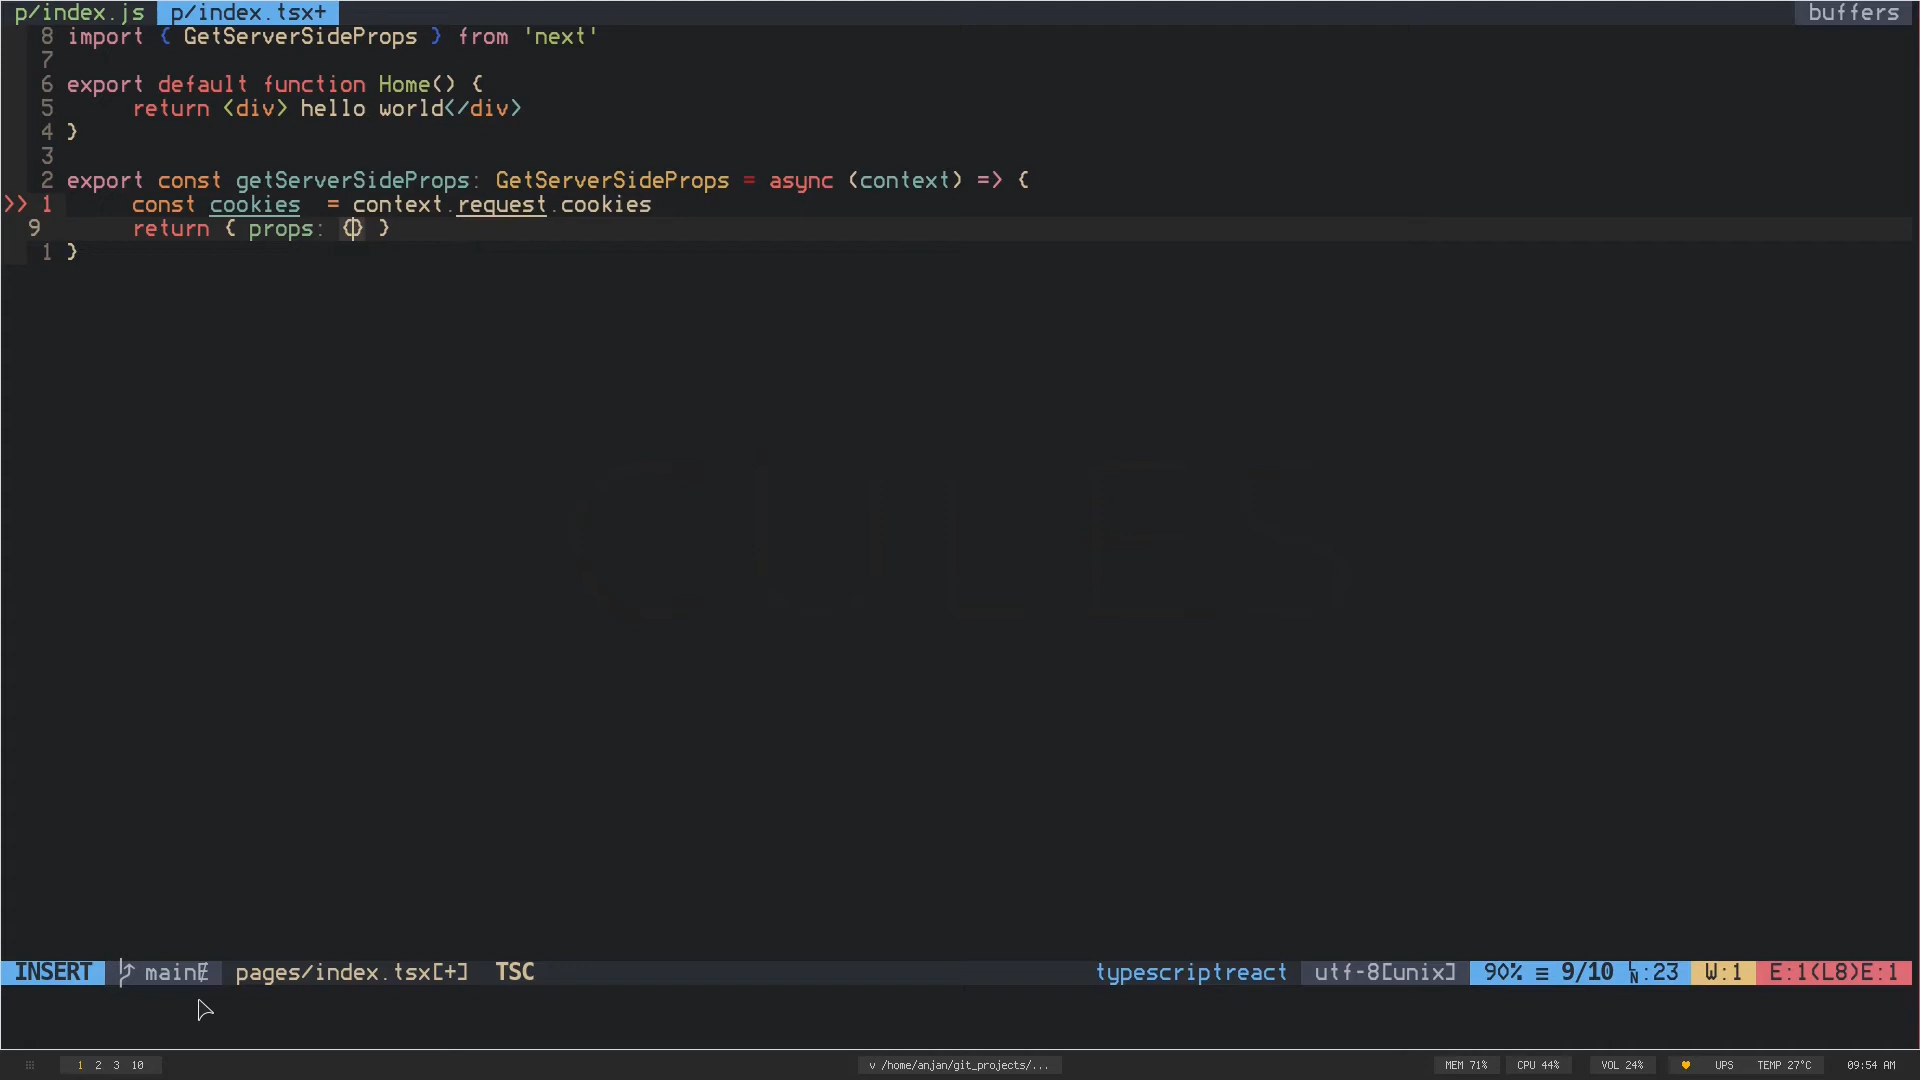 p/index.js p/index.tsx+ buffers
8 import { GetServerSideProps } from 'next'
7
6 export default function Home() {
5 return <div> hello world</div>
4 }
3
2 export const getServerSideProps: GetServerSideProps = async (context) => {
>> 1 const cookies = context.request.cookies
9 return { props: {} }
1 }
INSERT main pages/index.tsx[+] TSC typescriptreact utf-8[unix] 90% ≡ 9/10 :23 W:1 E:1(L8)E:1
1 2 3 10 v /home/anjan/git_projects/... MEM 71% CPU 44% VOL 24% UPS TEMP 27°C 09:54 AM